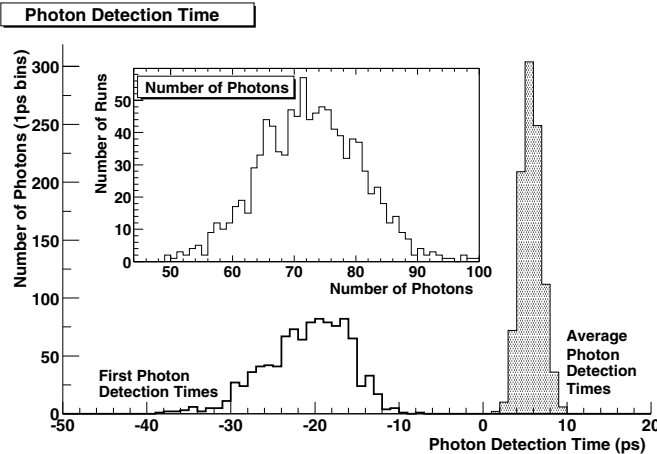 Photon Detection Time
Number of Photons (1ps bins)
300
250
200
150
100
50
0
-50
-40
-30
-20
-10
0
10
20
Photon Detection Time (ps)
First Photon
Detection Times
Average
Photon
Detection
Times
Number of Photons
Number of Runs
50
40
30
20
10
0
50
60
70
80
90
100
Number of Photons